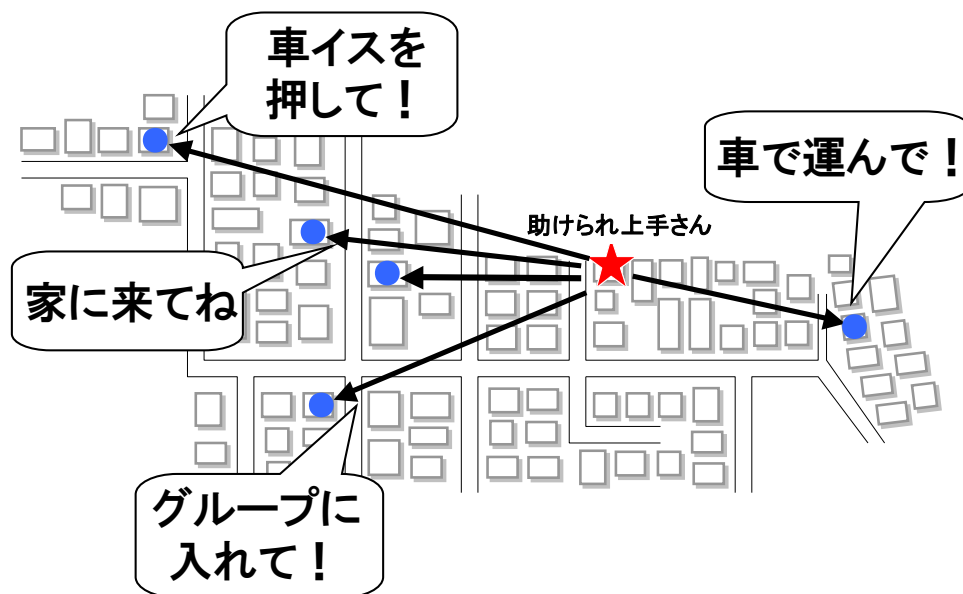 車イスを
押して！
車で運んで！
助けられ上手さん
家に来てね
グループに
入れて！